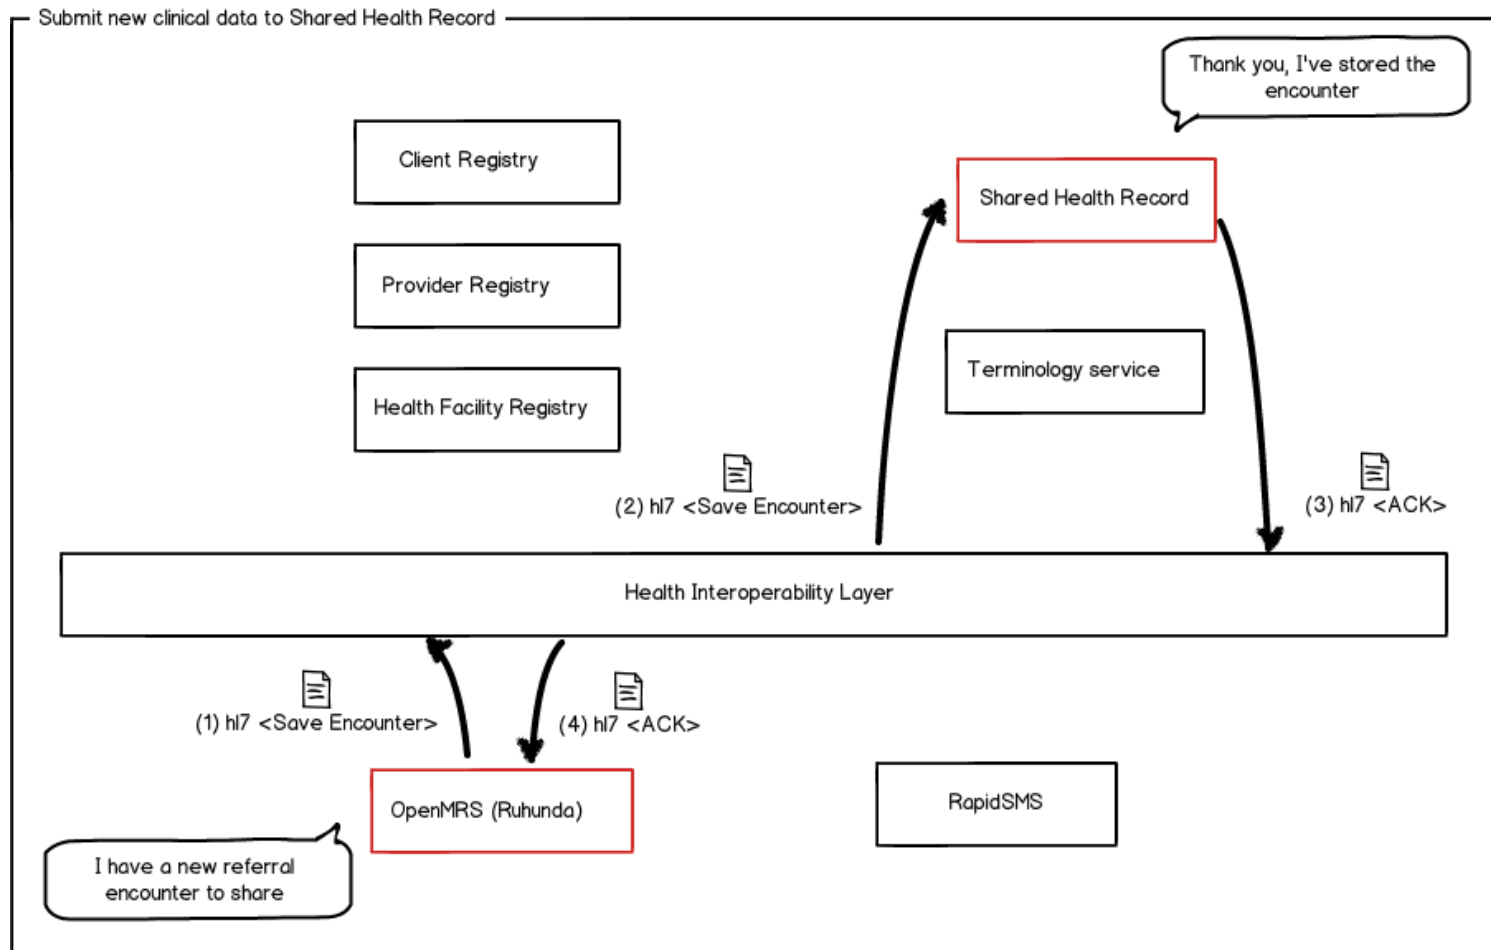 Submit new clinical data to Shared Health Record
Thank you, I've stored the
encounter
Client Registry
Shared Health Record
Provider Registry
Terminology service
Health Facility Registry
(2) hl7 <Save Encounter>
(3) hl7 <ACK>
Health Interoperability Layer
(1) hl7 <Save Encounter>
(4) hl7 <ACK>
OpenMRS (Ruhunda)
RapidSMS
I have a new referral
encounter to share